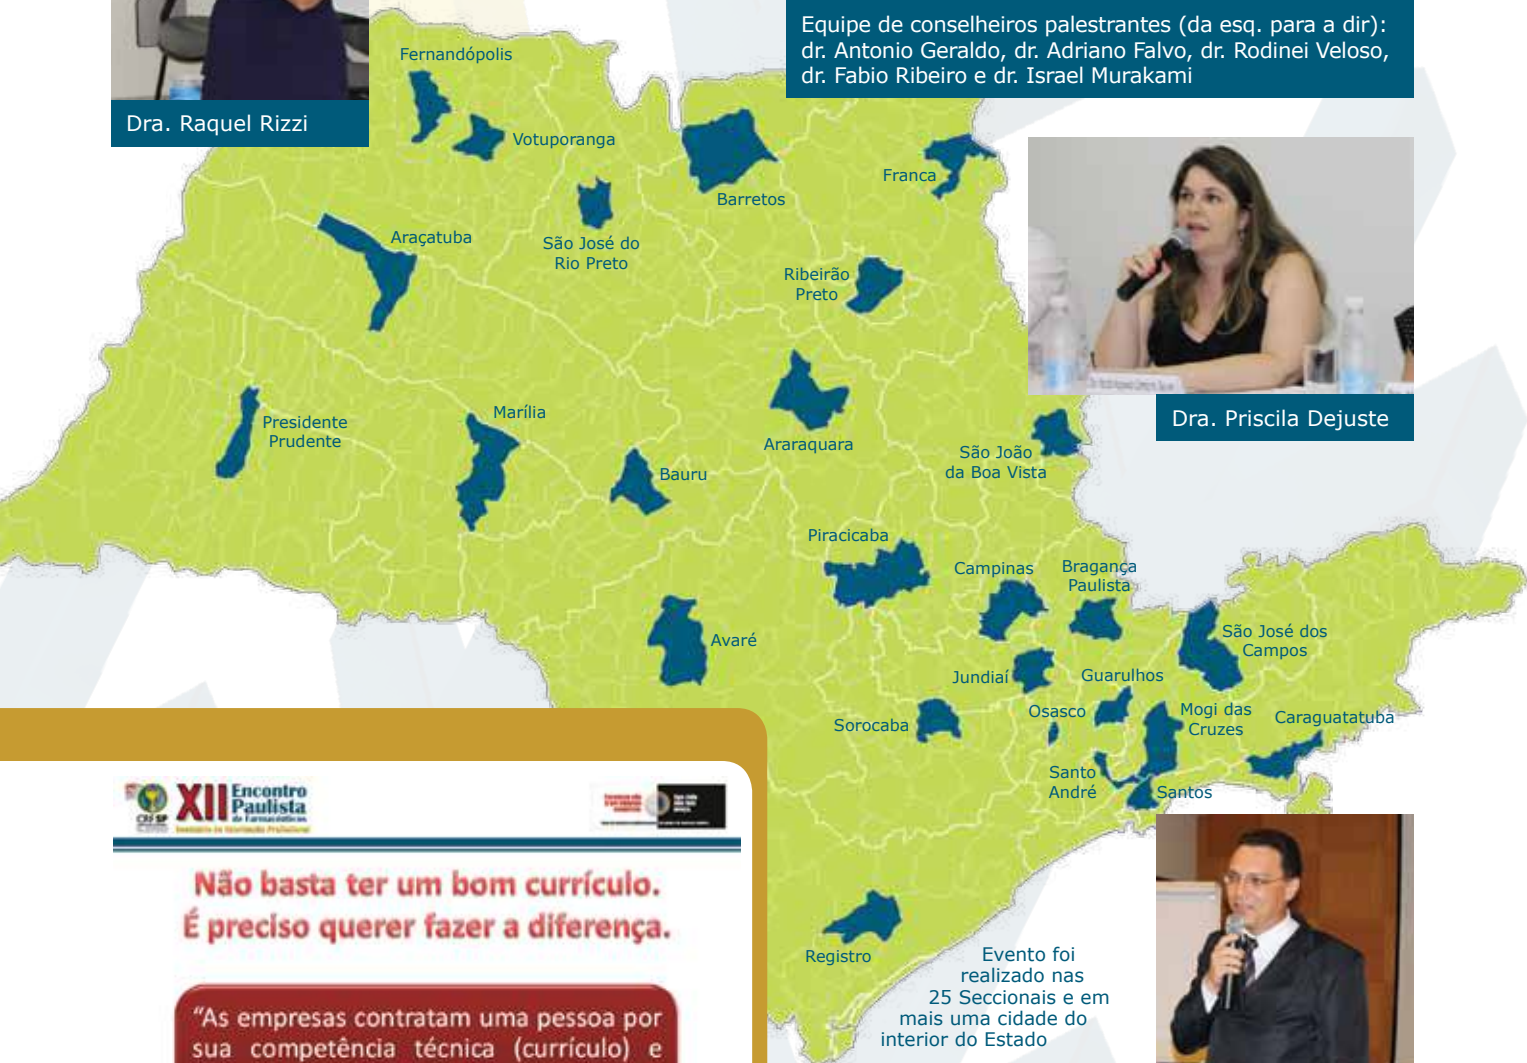 Equipe de conselheiros palestrantes (da esq. para a dir):
dr. Antonio Geraldo, dr. Adriano Falvo, dr. Rodinei Veloso,
dr. Fabio Ribeiro e dr. Israel Murakami
Dra. Raquel Rizzi
Fernandópolis
Votuporanga
Barretos
Franca
Araçatuba
São José do
Rio Preto
Ribeirão
Preto
Dra. Priscila Dejuste
Presidente
Prudente
Marília
Bauru
Araraquara
São João
da Boa Vista
Piracicaba
Campinas
Bragança
Paulista
Avaré
São José dos
Campos
Jundiaí
Guarulhos
Sorocaba
Osasco
Mogi das
Cruzes
Caraguatatuba
Santo
André
Santos
Registro
Evento foi
realizado nas
25 Seccionais e em
mais uma cidade do
interior do Estado
CRF SP
XII Encontro
Paulista
de Farmacêuticos
Não basta ter um bom currículo.
É preciso querer fazer a diferença.
“As empresas contratam uma pessoa por
sua competência técnica (currículo) e